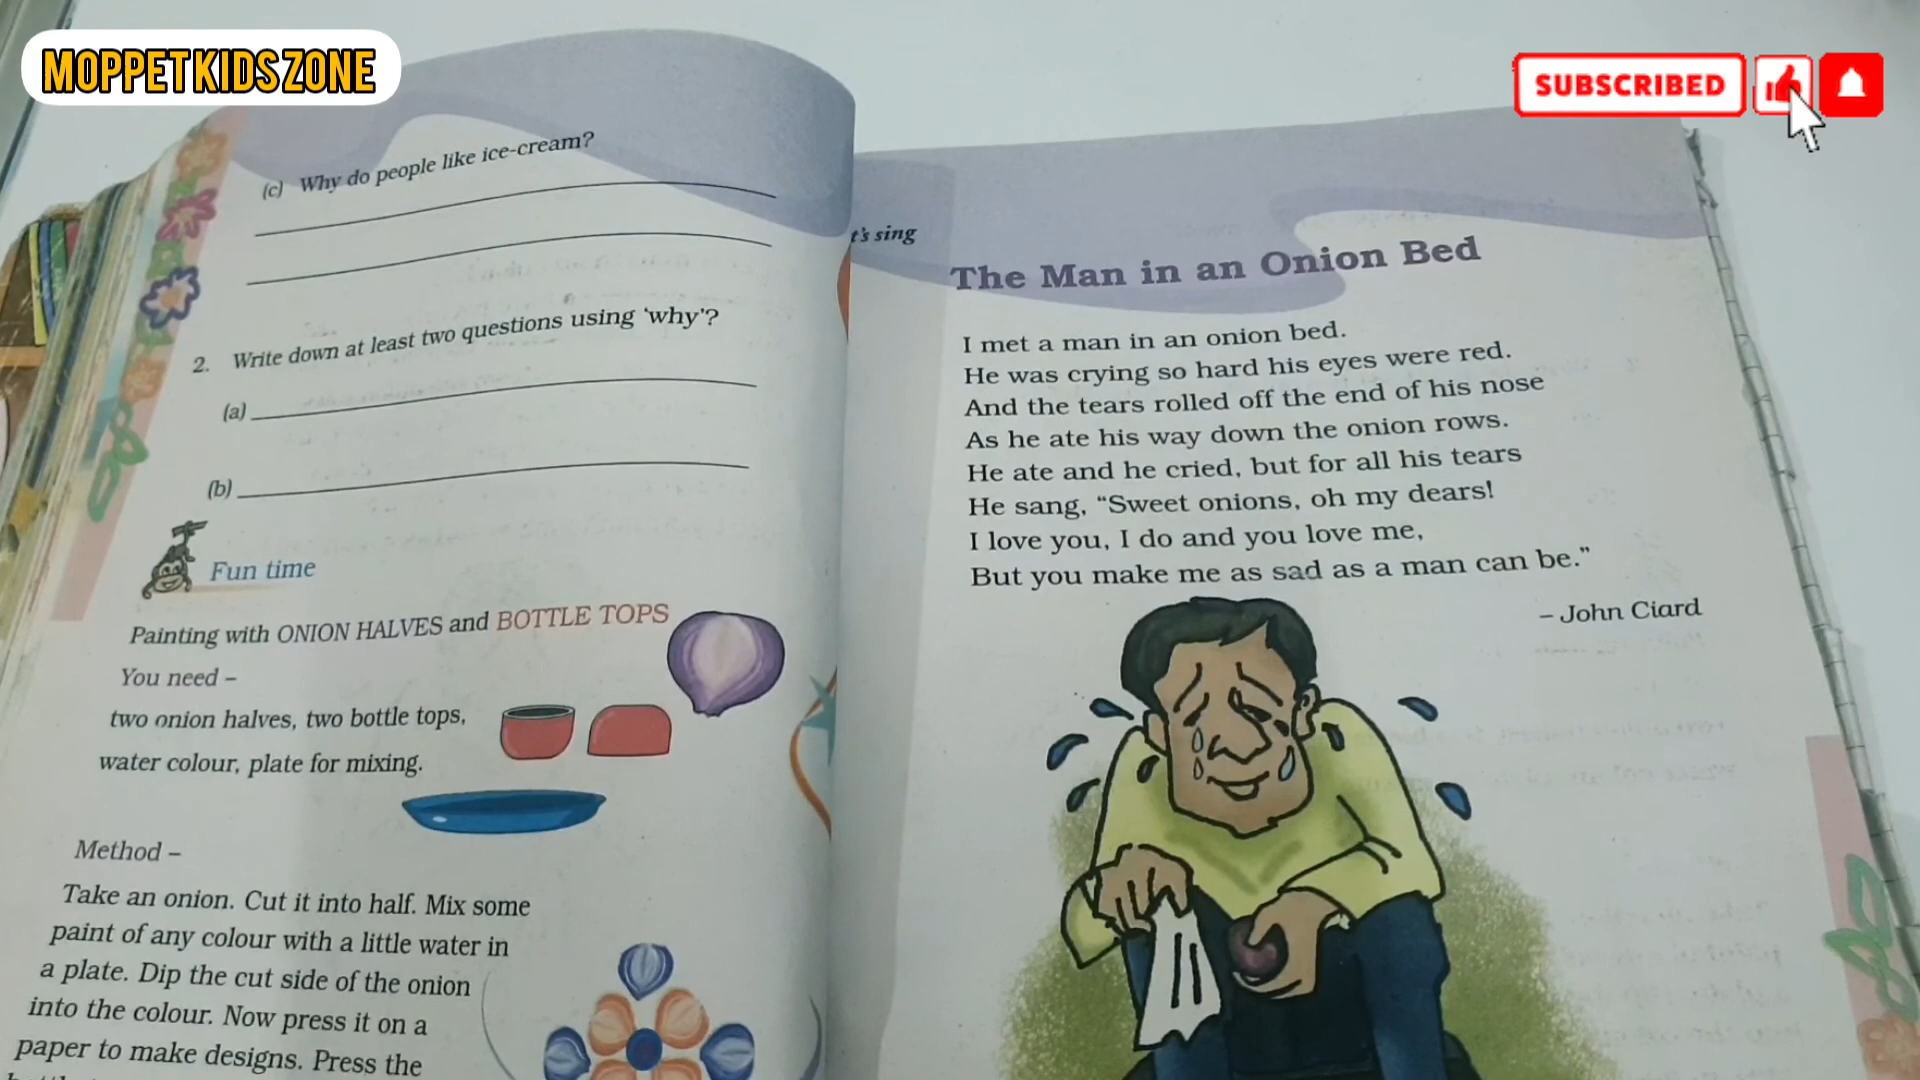 MOPPET KIDS ZONE
SUBSCRIBED
(c) Why do people like ice-cream?
2. Write down at least two questions using ‘why’?
(a)
(b)
Fun time
Painting with ONION HALVES and BOTTLE TOPS
You need –
two onion halves, two bottle tops,
water colour, plate for mixing.
Method –
Take an onion. Cut it into half. Mix some
paint of any colour with a little water in
a plate. Dip the cut side of the onion
into the colour. Now press it on a
paper to make designs. Press the
t’s sing
The Man in an Onion Bed
I met a man in an onion bed.
He was crying so hard his eyes were red.
And the tears rolled off the end of his nose
As he ate his way down the onion rows.
He ate and he cried, but for all his tears
He sang, “Sweet onions, oh my dears!
I love you, I do and you love me,
But you make me as sad as a man can be.”
– John Ciard